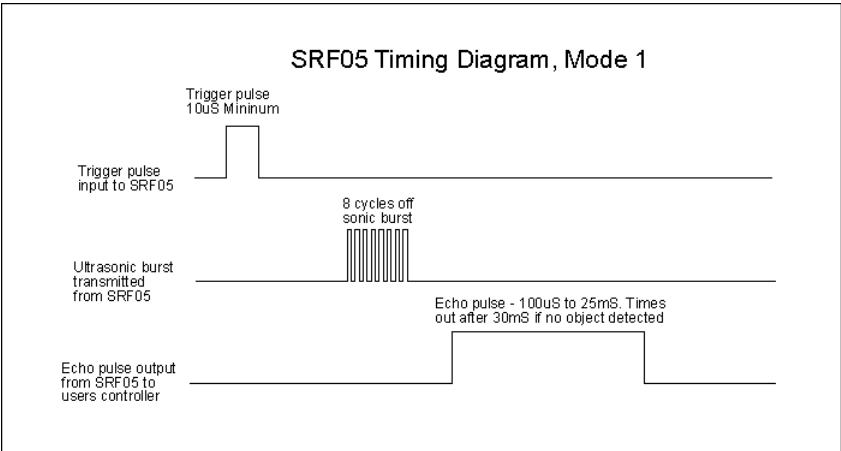 SRF05 Timing Diagram, Mode 1
Trigger pulse
10uS Mininum
Trigger pulse
input to SRF05
8 cycles off
sonic burst
Ultrasonic burst
transmitted
from SRF05
Echo pulse - 100uS to 25mS. Times
out after 30mS if no object detected
Echo pulse output
from SRF05 to
users controller